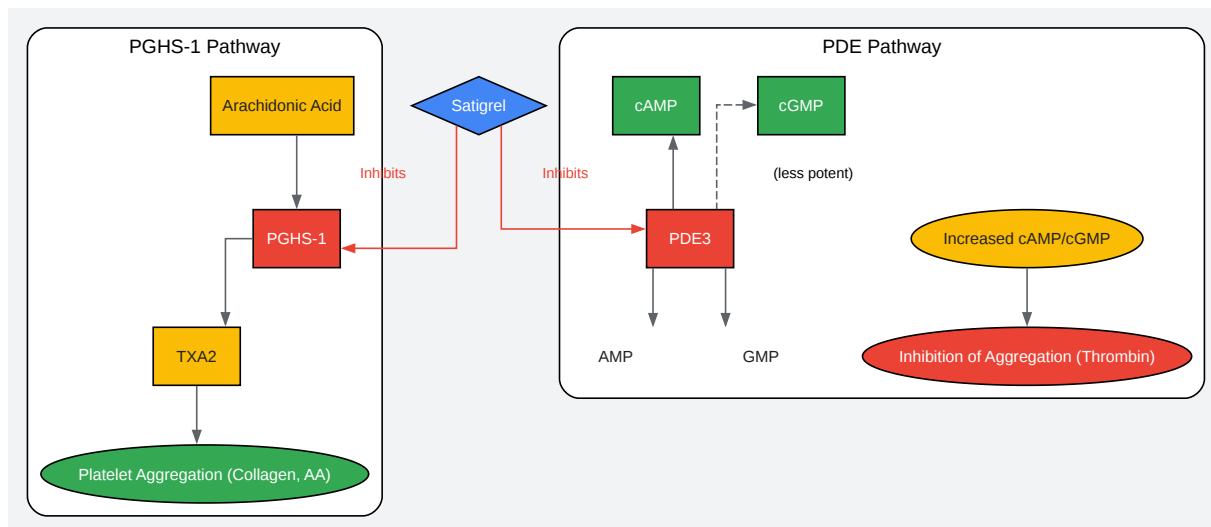 PGHS-1 Pathway
Arachidonic Acid
Inhibits
PGHS-1
TXA2
Platelet Aggregation (Collagen, AA)
Satigrel
PDE Pathway
cAMP
cGMP
Inhibits
(less potent)
PDE3
Increased cAMP/cGMP
AMP
GMP
Inhibition of Aggregation (Thrombin)